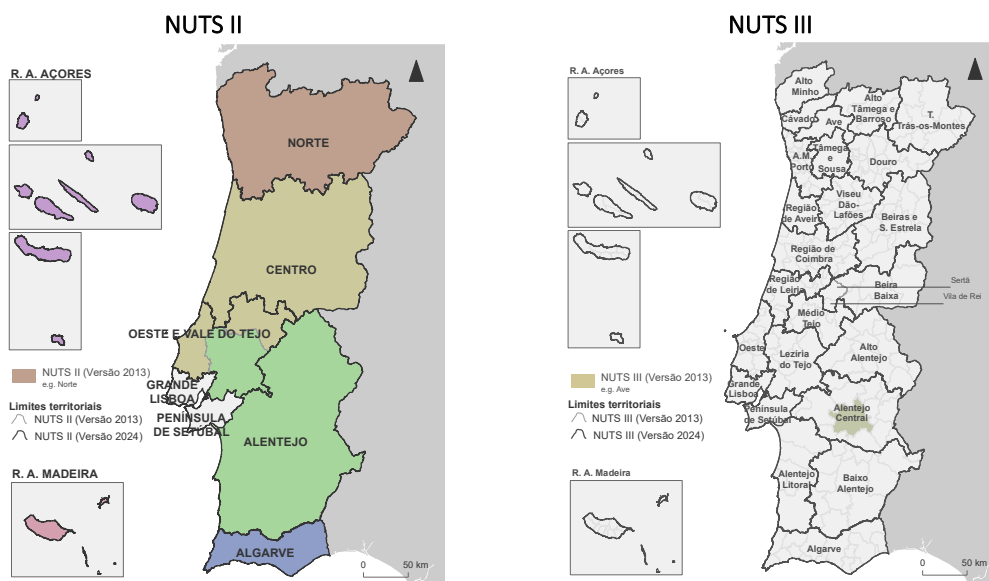 NUTS II
R. A. AÇORES
NORTE
CENTRO
OESTE E VALE DO TEJO
NUTS II (Versão 2013)
e.g. Norte
GRANDE
LISBOA
Limites territoriais
NUTS II (Versão 2013)
NUTS II (Versão 2024)
PENÍNSULA
DE SETÚBAL
ALENTEJO
R. A. MADEIRA
ALGARVE
0
50 km
NUTS III
R. A. Açores
Alto
Minho
Alto
Tâmega e
Barroso
T.
Trás-os-Montes
Cávado
Ave
A.M.
Porto
Tâmega
e
Sousa
Douro
Viseu
Dão-
Lafões
Região
de Aveiro
Beiras e
S. Estrela
Região de
Coimbra
Região
de Leiria
Beira
Baixa
Sertã
Vila de Rei
Médio
Tejo
Oeste
Lezíria
do Tejo
Alto
Alentejo
NUTS III (Versão 2013)
e.g. Ave
Grande
Lisboa
Limites territoriais
NUTS III (Versão 2013)
NUTS III (Versão 2024)
Península
de Setúbal
Alentejo
Central
R. A. Madeira
Alentejo
Litoral
Baixo
Alentejo
Algarve
0
50 km